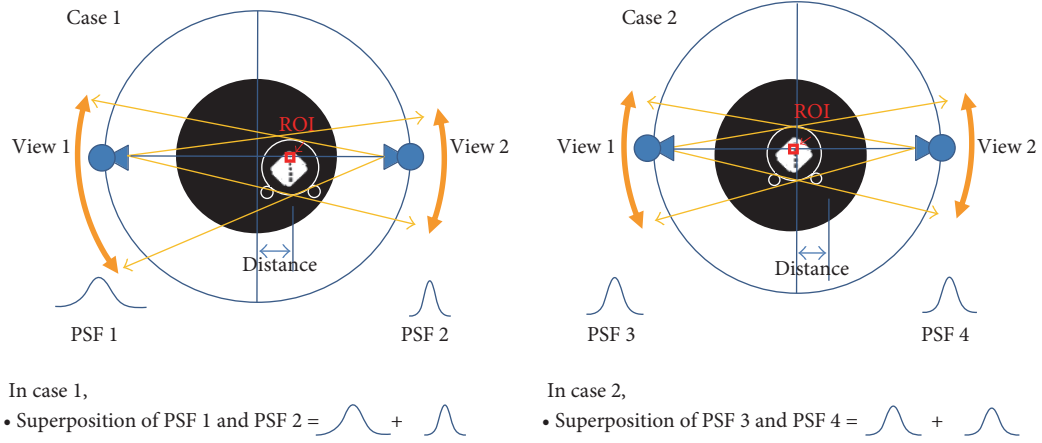 Case 1
ROI
View 1
View 2
Distance
PSF 1
PSF 2
In case 1,
• Superposition of PSF 1 and PSF 2 = +
Case 2
ROI
View 1
View 2
Distance
PSF 3
PSF 4
In case 2,
• Superposition of PSF 3 and PSF 4 = +